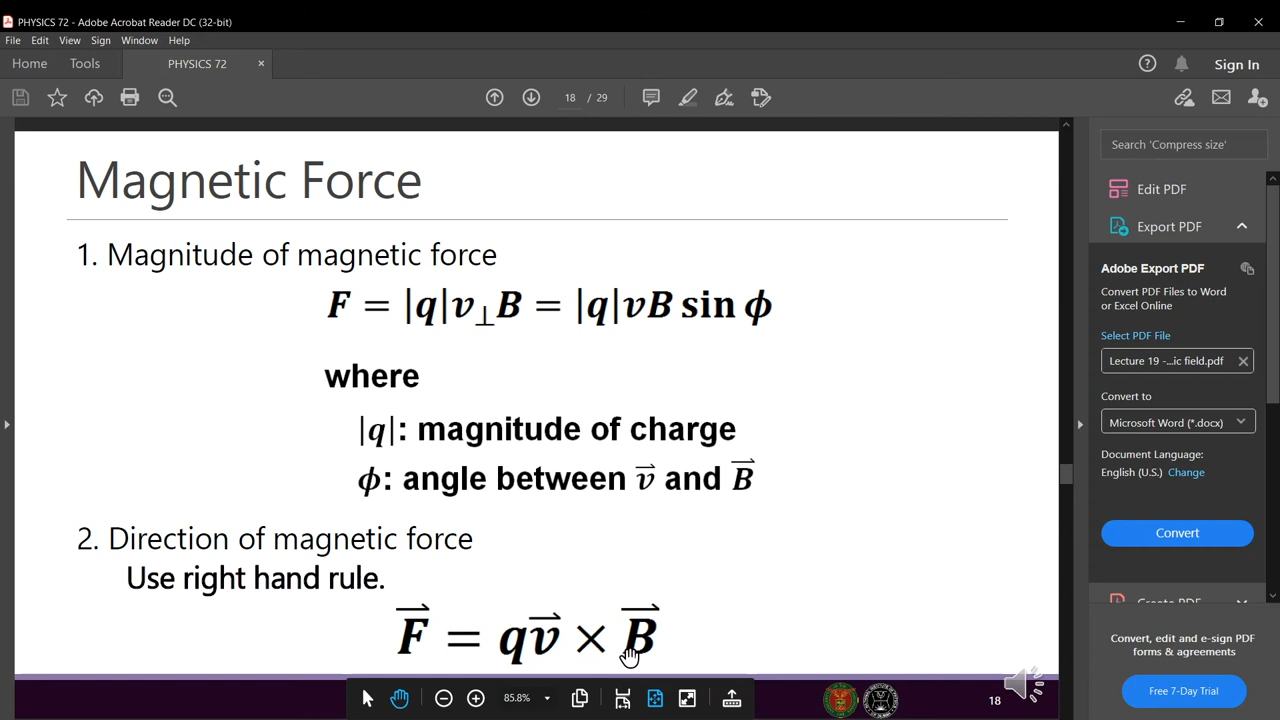 PHYSICS 72 - Adobe Acrobat Reader DC (32-bit)
File Edit View Sign Window Help
Home Tools PHYSICS 72 × Sign In
18 / 29
Search 'Compress size'
Magnetic Force
1. Magnitude of magnetic force
F = |q|v⊥B = |q|vB sin ϕ
where
|q|: magnitude of charge
ϕ: angle between v⃗ and B⃗
2. Direction of magnetic force
Use right hand rule.
F⃗ = qv⃗ × B⃗
18
85.8%
Edit PDF
Export PDF
Adobe Export PDF
Convert PDF Files to Word
or Excel Online
Select PDF File
Lecture 19 -...ic field.pdf
Convert to
Microsoft Word (*.docx)
Document Language:
English (U.S.) Change
Convert
Create PDF
Convert, edit and e-sign PDF
forms & agreements
Free 7-Day Trial